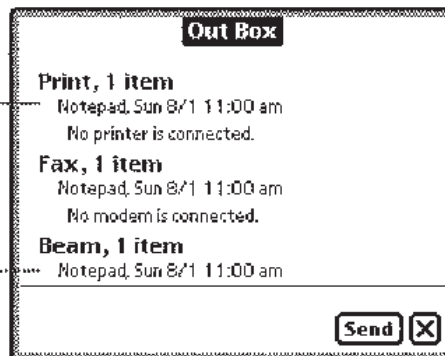 Out Box
Print, 1 item
Notepad, Sun 8/1 11:00 am
No printer is connected.
Fax, 1 item
Notepad, Sun 8/1 11:00 am
No modem is connected.
Beam, 1 item
Notepad, Sun 8/1 11:00 am
Send